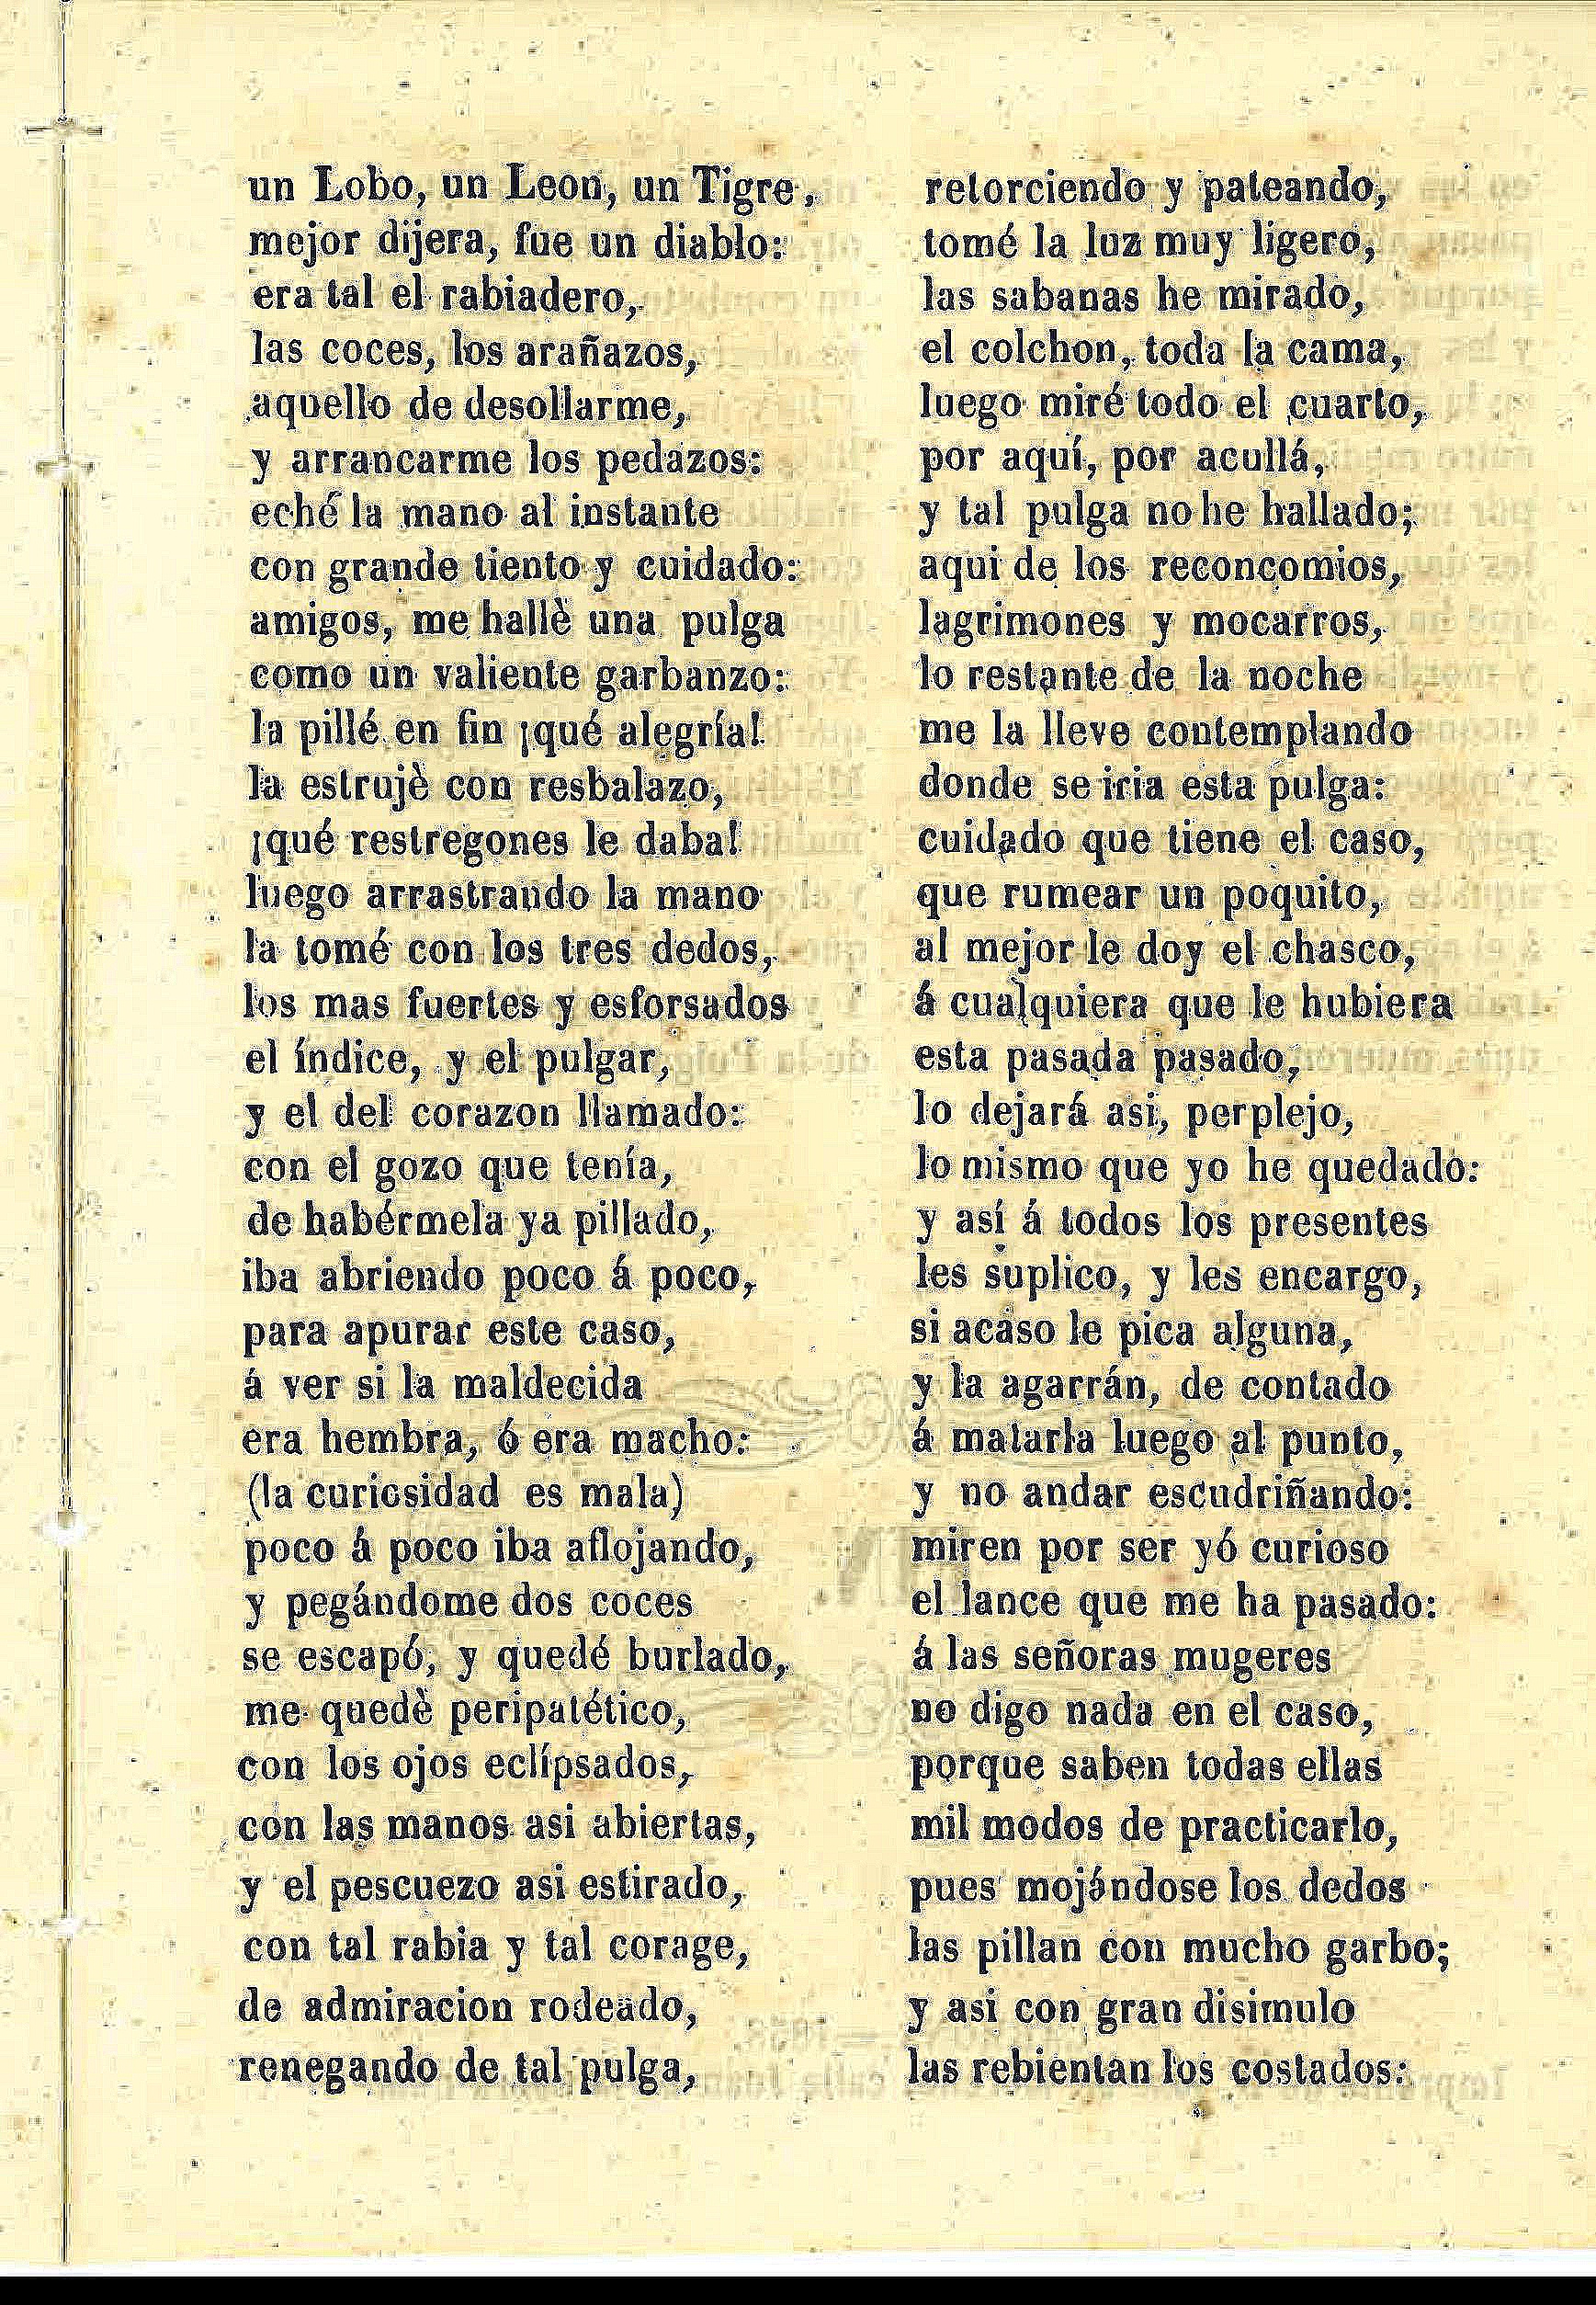 un Lobo, un Leon, un Tigre,
mejor dijera, fue un diablo:
era tal el rabiadero,
las coces, los arañazos,
aquello de desollarme,
y arrancarme los pedazos:
eché la mano al instante
con grande tiento y cuidado:
amigos, me hallè una pulga
como un valiente garbanzo:
la pillé en fin ¡qué alegría!
la estrujè con resbalazo,
¡qué restregones le daba!
luego arrastrando la mano
la tomé con los tres dedos,
los mas fuertes y esforsados
el índice, y el pulgar,
y el del corazon llamado:
con el gozo que tenía,
de habérmela ya pillado,
iba abriendo poco á poco,
para apurar este caso,
á ver si la maldecida
era hembra, ó era macho:
(la curiosidad es mala)
poco á poco iba aflojando,
y pegándome dos coces
se escapó, y quedé burlado,
me quedè peripatético,
con los ojos eclípsados,
con las manos asi abiertas,
y el pescuezo asi estirado,
con tal rabia y tal corage,
de admiracion rodeado,
renegando de tal pulga,
retorciendo y pateando,
tomé la luz muy ligero,
las sabanas he mirado,
el colchon, toda la cama,
luego miré todo el cuarto,
por aquí, por acullá,
y tal pulga no he hallado;
aqui de los reconcomios,
lagrimones y mocarros,
lo restante de la noche
me la lleve contemplando
donde se iria esta pulga:
cuidado que tiene el caso,
que rumear un poquito,
al mejor le doy el chasco,
á cualquiera que le hubiera
esta pasada pasado,
lo dejará asi, perplejo,
lo mismo que yo he quedado:
y así á todos los presentes
les suplico, y les encargo,
si acaso le pica alguna,
y la agarrán, de contado
á matarla luego al punto,
y no andar escudriñando:
miren por ser yó curioso
el lance que me ha pasado:
á las señoras mugeres
no digo nada en el caso,
porque saben todas ellas
mil modos de practicarlo,
pues mojándose los dedos
las pillan con mucho garbo;
y asi con gran disimulo
las rebientan los costados: